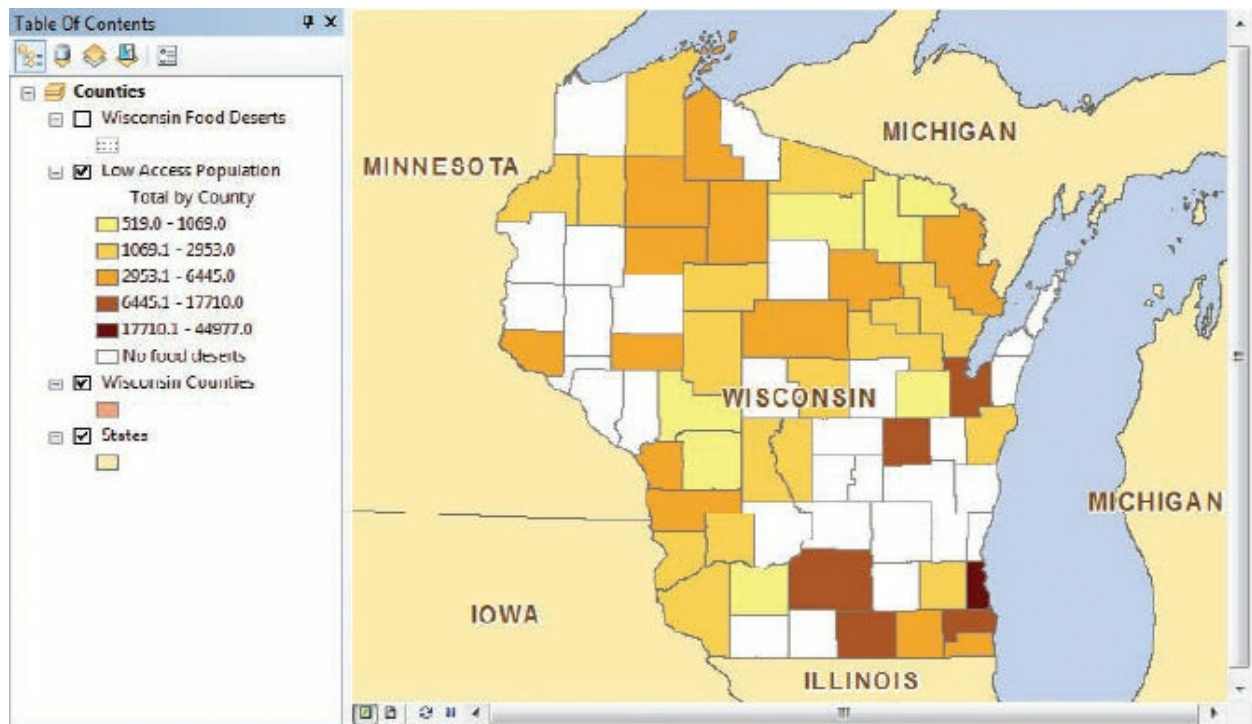 Table Of Contents
Counties
Wisconsin Food Deserts
Low Access Population
Total by County
519.0 - 1069.0
1069.1 - 2953.0
2953.1 - 6445.0
6445.1 - 17710.0
17710.1 - 44977.0
No food deserts
Wisconsin Counties
States
MICHIGAN
MINNESOTA
WISCONSIN
MICHIGAN
IOWA
ILLINOIS